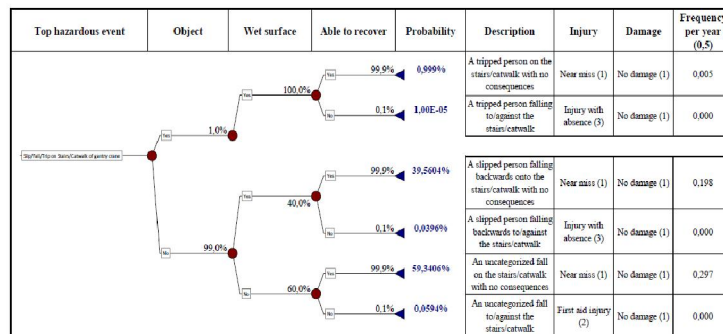 Top hazardous event Object Wet surface Able to recover Probability Description Injury Damage Frequency
per year
(0,5)
Slip/Fall/Trip on Stairs/Catwalk of gantry crane
Yes
1,0%
Yes
100,0%
Yes
99,9%
0,999%
A tripped person on the
stairs/catwalk with no
consequences
Near miss (1)
No damage (1)
0,005
No
0,1%
1,00E-05
A tripped person falling
to/against the
stairs/catwalk
Injury with
absence (3)
No damage (1)
0,000
No
99,0%
Yes
40,0%
Yes
99,9%
39,5604%
A slipped person falling
backwards onto the
stairs/catwalk with no
consequences
Near miss (1)
No damage (1)
0,198
No
0,1%
0,0396%
A slipped person falling
backwards to/against
the stairs/catwalk
Injury with
absence (3)
No damage (1)
0,000
No
60,0%
Yes
99,9%
59,3406%
An uncategorized fall
on the stairs/catwalk
with no consequences
Near miss (1)
No damage (1)
0,297
No
0,1%
0,0594%
An uncategorized fall
to/against the
stairs/catwalk
First aid injury
(2)
No damage (1)
0,000